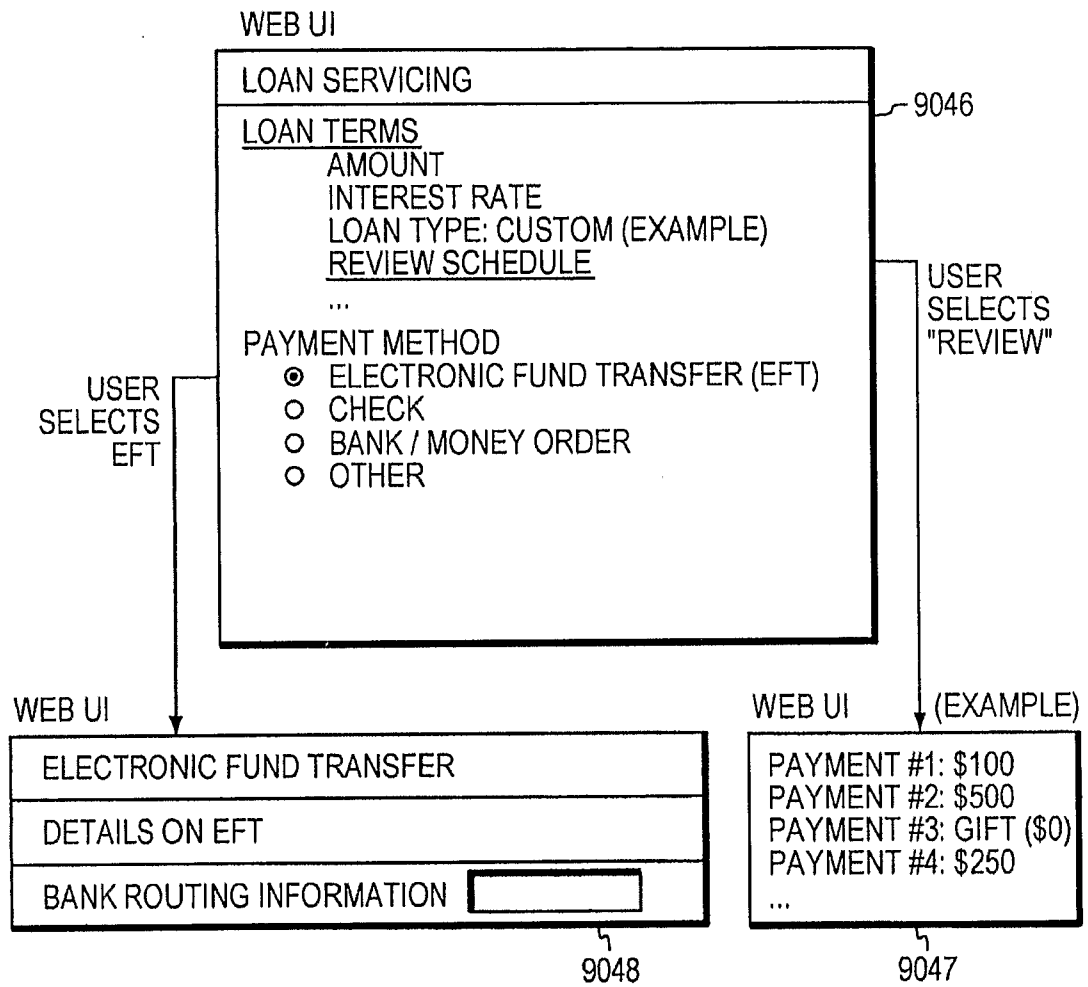 WEB UI
LOAN SERVICING
9046
LOAN TERMS
AMOUNT
INTEREST RATE
LOAN TYPE: CUSTOM (EXAMPLE)
REVIEW SCHEDULE
...
USER
SELECTS
"REVIEW"
PAYMENT METHOD
ELECTRONIC FUND TRANSFER (EFT)
CHECK
BANK / MONEY ORDER
OTHER
USER
SELECTS
EFT
WEB UI
ELECTRONIC FUND TRANSFER
DETAILS ON EFT
BANK ROUTING INFORMATION
9048
WEB UI (EXAMPLE)
PAYMENT #1: $100
PAYMENT #2: $500
PAYMENT #3: GIFT ($0)
PAYMENT #4: $250
...
9047